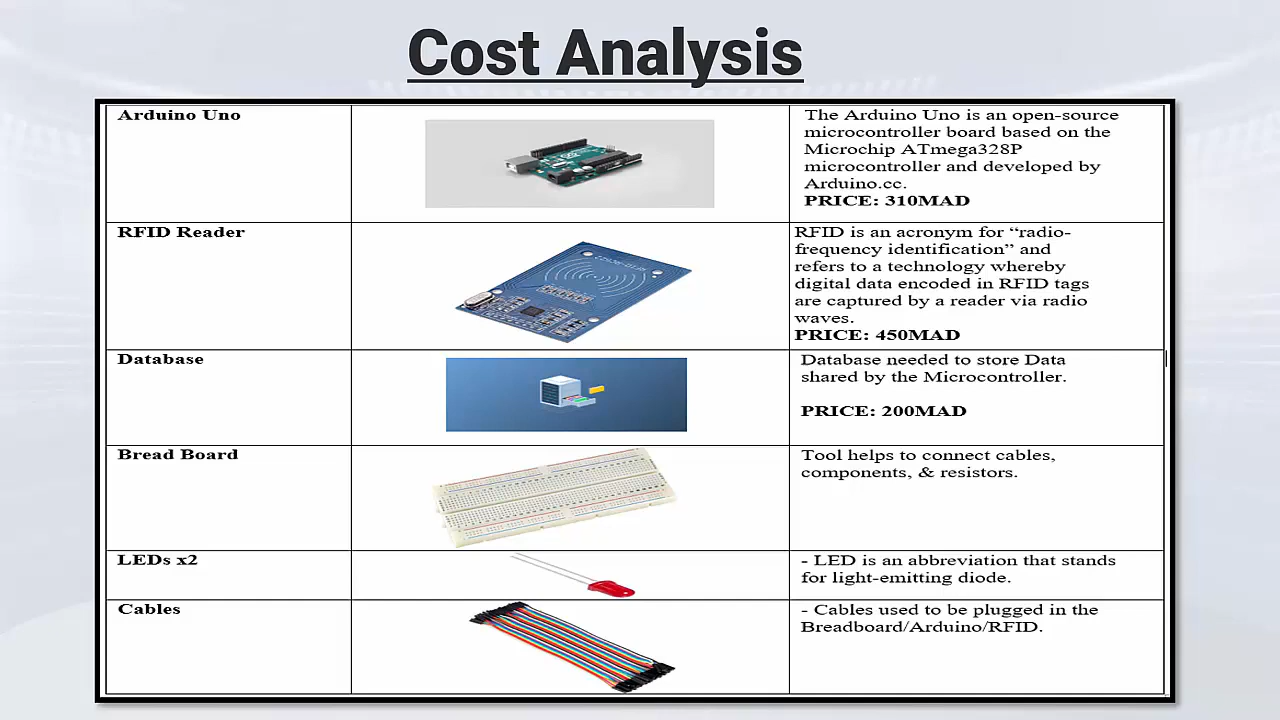 Cost Analysis
Arduino Uno
The Arduino Uno is an open-source
microcontroller board based on the
Microchip ATmega328P
microcontroller and developed by
Arduino.cc.
PRICE: 310MAD
RFID Reader
RFID is an acronym for “radio-
frequency identification” and
refers to a technology whereby
digital data encoded in RFID tags
are captured by a reader via radio
waves.
PRICE: 450MAD
Database
Database needed to store Data
shared by the Microcontroller.
PRICE: 200MAD
Bread Board
Tool helps to connect cables,
components, & resistors.
LEDs x2
- LED is an abbreviation that stands
for light-emitting diode.
Cables
- Cables used to be plugged in the
Breadboard/Arduino/RFID.